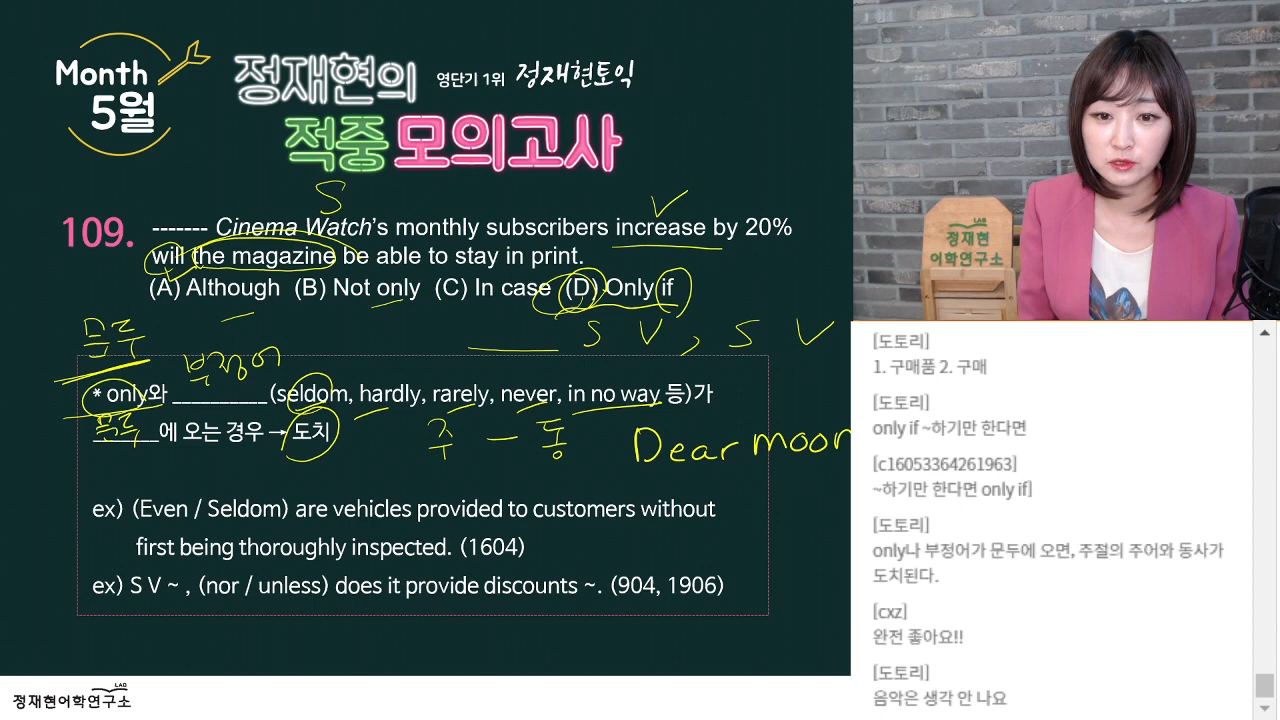 Month
5월
정재현의
영단기 1위 정재현토익
적중 모의고사
S
V
109. ------- Cinema Watch's monthly subscribers increase by 20%
will the magazine be able to stay in print.
(A) Although (B) Not only (C) In case (D) Only if
문두
____ S V , S V
부정어
* only와 __________(seldom, hardly, rarely, never, in no way 등)가
문두
______에 오는 경우 → 도치
주 - 동
Dear moon
ex) (Even / Seldom) are vehicles provided to customers without
first being thoroughly inspected. (1604)
ex) S V ~ , (nor / unless) does it provide discounts ~. (904, 1906)
LAB
정재현어학연구소
LAB
정재현
어학연구소
[도토리]
1. 구매품 2. 구매
[도토리]
only if ~하기만 한다면
[c16053364261963]
~하기만 한다면 only if]
[도토리]
only나 부정어가 문두에 오면, 주절의 주어와 동사가
도치된다.
[cxz]
완전 좋아요!!
[도토리]
음악은 생각 안 나요